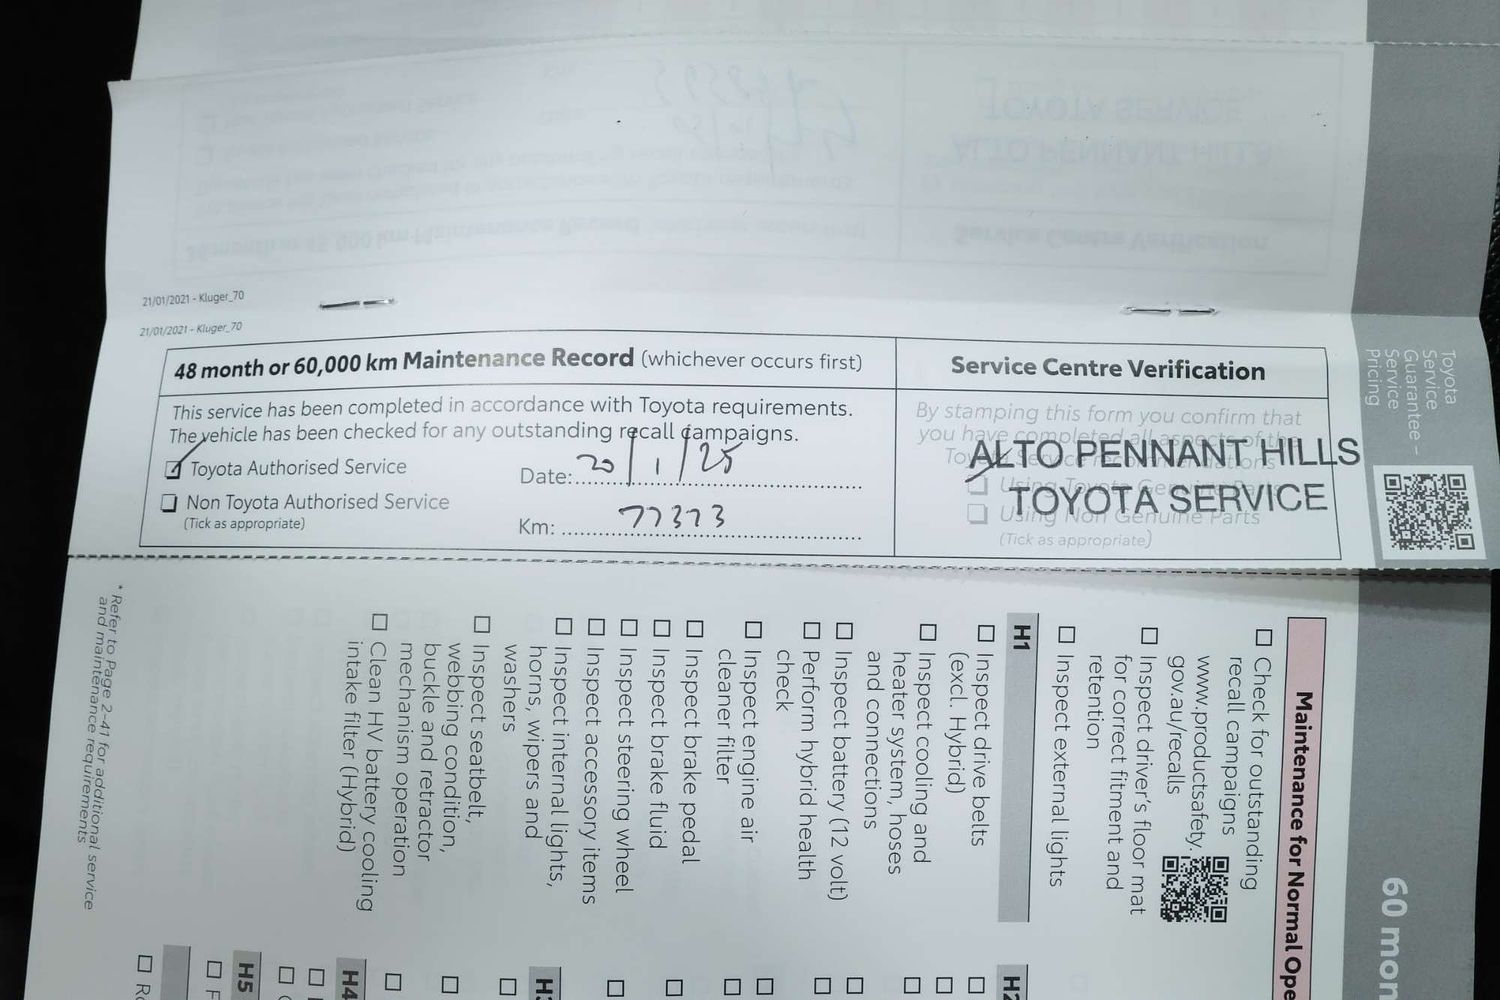 21/01/2021 - Kluger_70
21/01/2021 - Kluger_70
48 month or 60,000 km Maintenance Record (whichever occurs first)
This service has been completed in accordance with Toyota requirements.
The vehicle has been checked for any outstanding recall campaigns.
Toyota Authorised Service
Non Toyota Authorised Service
(Tick as appropriate)
Date: 20/1/25
Km: 77373
Service Centre Verification
By stamping this form you confirm that
you have completed all aspects of the
Toyota Service recommendations
Using Toyota Genuine Parts
Using Non Genuine Parts
(Tick as appropriate)
ALTO PENNANT HILLS
TOYOTA SERVICE
Toyota
Service
Guarantee –
Service
Pricing
60 mon
Maintenance for Normal Ope
Check for outstanding
recall campaigns
www.productsafety.
gov.au/recalls
Inspect driver's floor mat
for correct fitment and
retention
Inspect external lights
H1
Inspect drive belts
(excl. Hybrid)
Inspect cooling and
heater system, hoses
and connections
Inspect battery (12 volt)
Perform hybrid health
check
Inspect engine air
cleaner filter
Inspect brake pedal
Inspect brake fluid
Inspect steering wheel
Inspect accessory items
Inspect internal lights,
horns, wipers and
washers
Inspect seatbelt,
webbing condition,
buckle and retractor
mechanism operation
Clean HV battery cooling
intake filter (Hybrid)
* Refer to Page 2-41 for additional service
and maintenance requirements
H2
H3
H4
H5